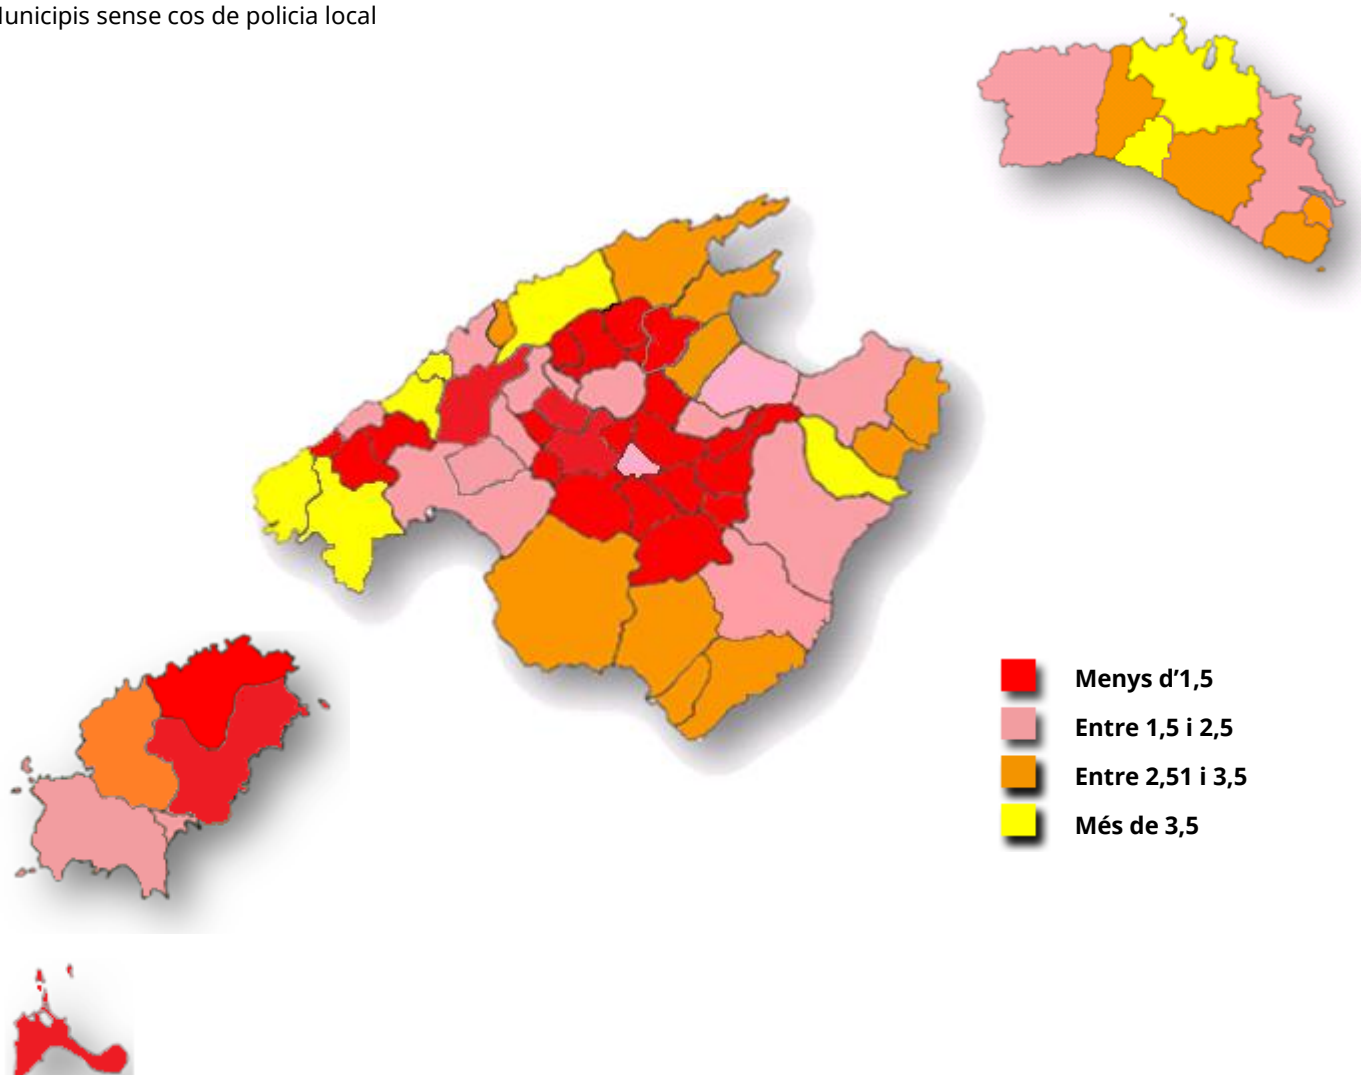 Municipis sense cos de policia local
Menys d’1,5
Entre 1,5 i 2,5
Entre 2,51 i 3,5
Més de 3,5